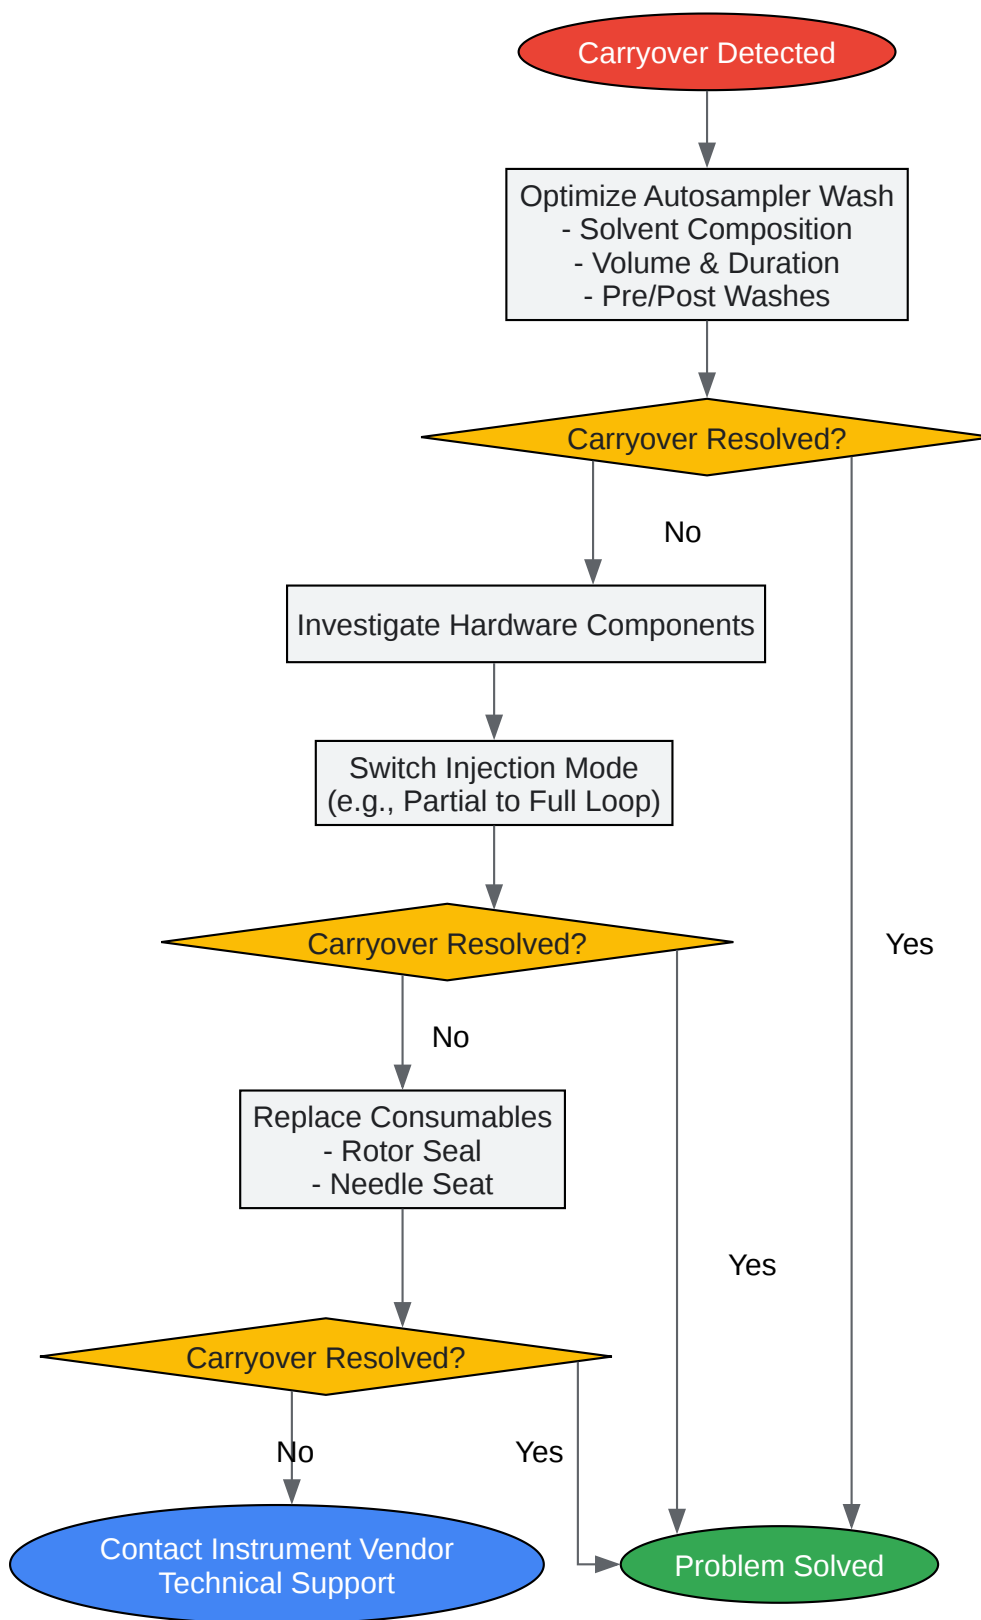 Carryover Detected
Optimize Autosampler Wash
- Solvent Composition
- Volume & Duration
- Pre/Post Washes
Carryover Resolved?
No
Investigate Hardware Components
Switch Injection Mode
(e.g., Partial to Full Loop)
Carryover Resolved?
Yes
No
Replace Consumables
- Rotor Seal
- Needle Seat
Yes
Carryover Resolved?
No
Yes
Contact Instrument Vendor
Technical Support
Problem Solved